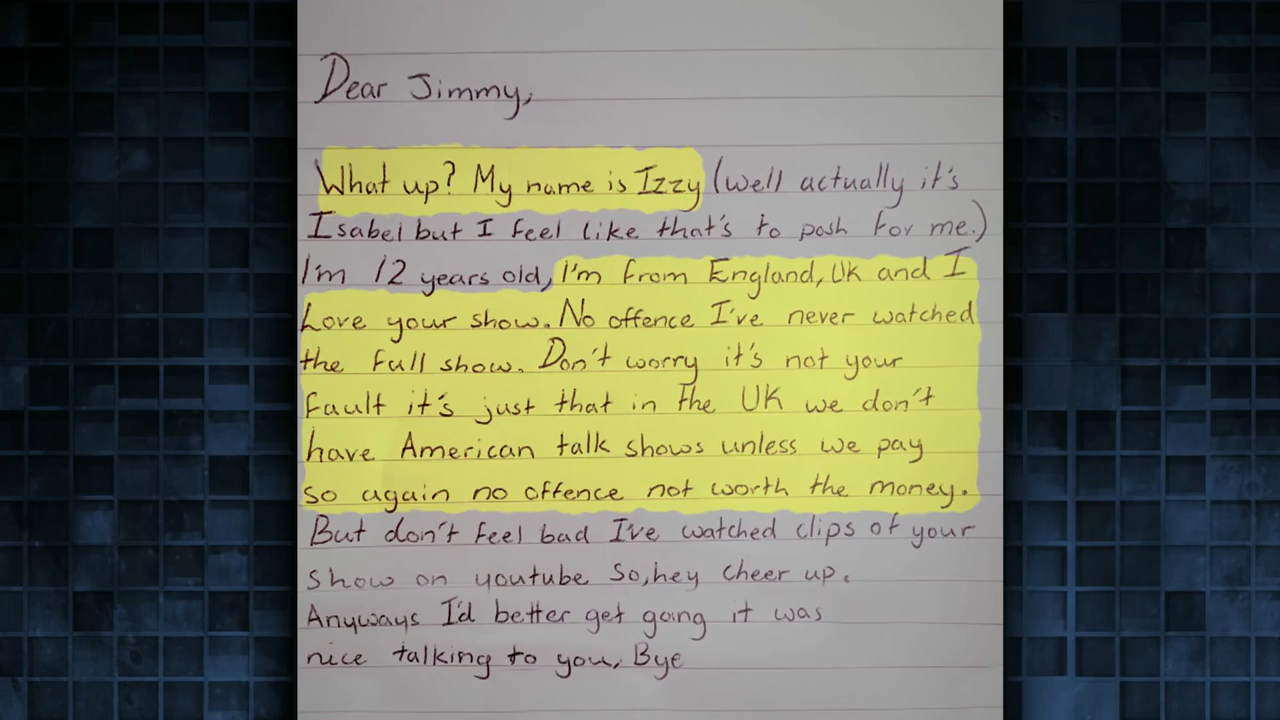 Dear Jimmy,
What up? My name is Izzy (well actually it's
Isabel but I feel like that's to posh for me.)
I'm 12 years old, I'm from England, UK and I
Love your show. No offence I've never watched
the full show. Don't worry it's not your
fault it's just that in the UK we don't
have American talk shows unless we pay
so again no offence not worth the money.
But don't feel bad I've watched clips of your
show on youtube so, hey cheer up.
Anyways I'd better get going it was
nice talking to you, Bye